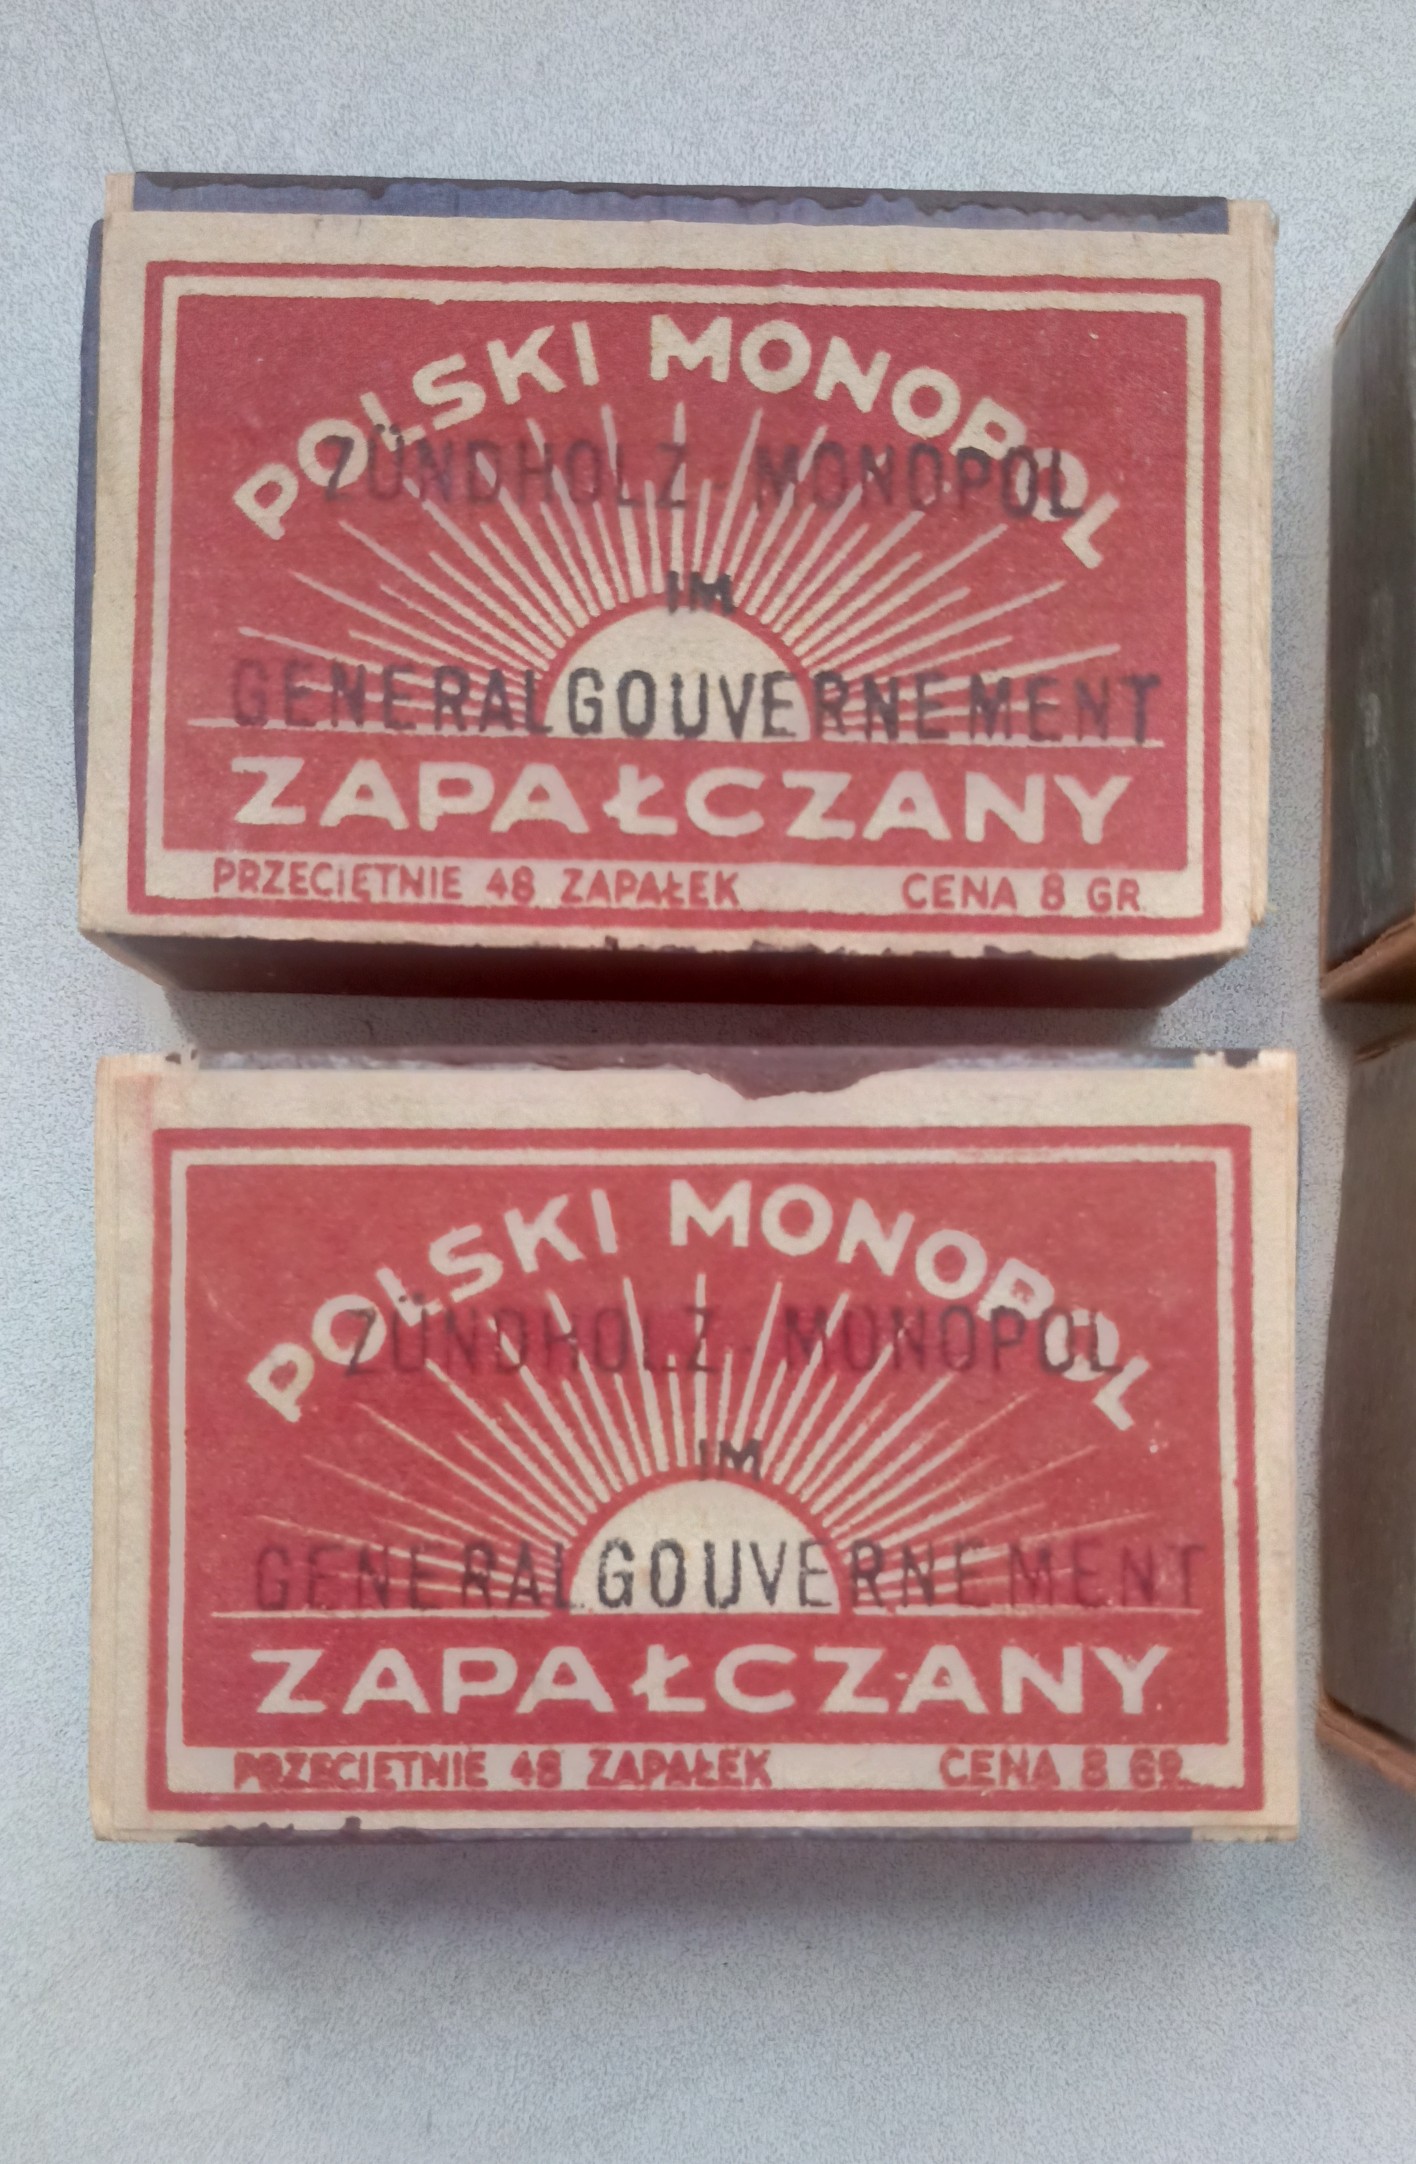 POLSKI MONOPOL
ZÜNDHOLZ - MONOPOL
IM
GENERALGOUVERNEMENT
ZAPAŁCZANY
PRZECIĘTNIE 48 ZAPAŁEK CENA 8 GR.
POLSKI MONOPOL
ZÜNDHOLZ - MONOPOL
IM
GENERALGOUVERNEMENT
ZAPAŁCZANY
PRZECIĘTNIE 48 ZAPAŁEK CENA 8 GR.